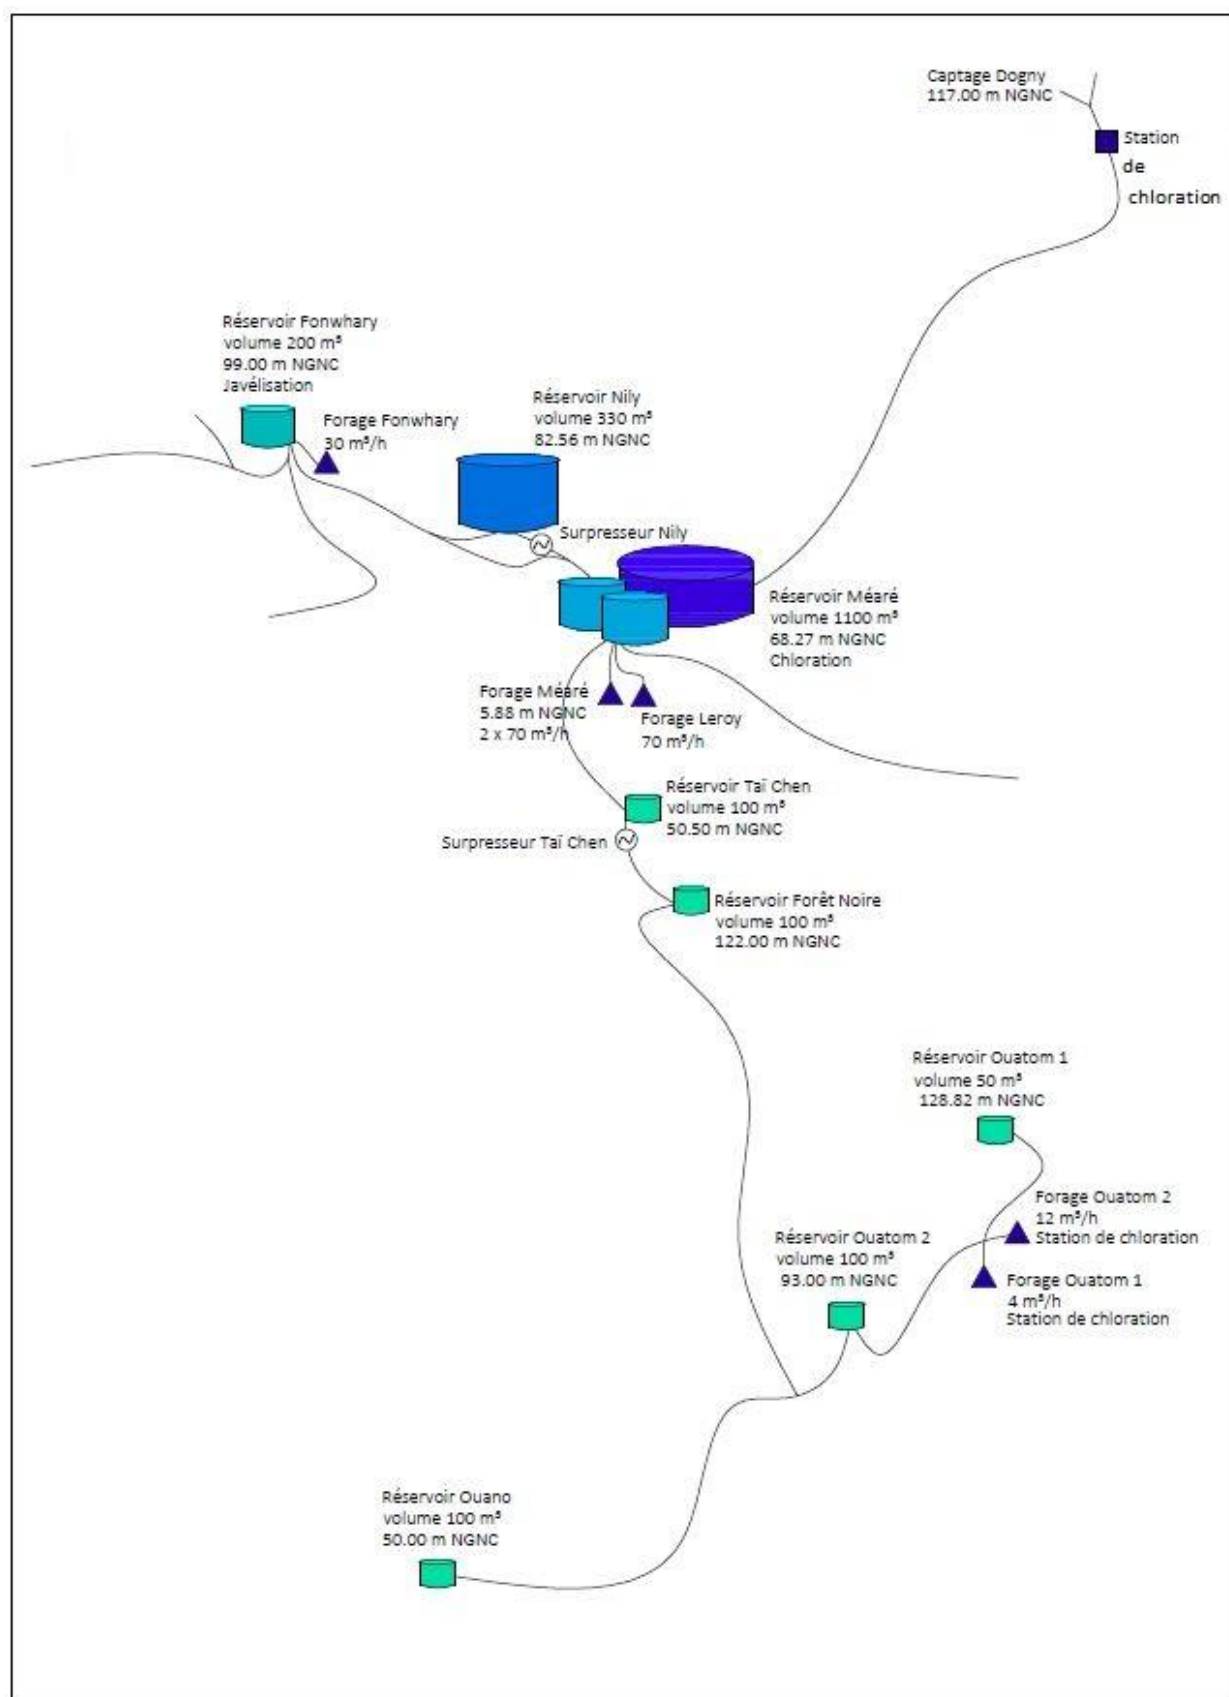 Captage Dogny
117.00 m NGNC
Station
de
chloration
Réservoir Fonwhary
volume 200 m³
99.00 m NGNC
Javélisation
Forage Fonwhary
30 m³/h
Réservoir Nily
volume 330 m³
82.56 m NGNC
Surpresseur Nily
Réservoir Méaré
volume 1100 m³
68.27 m NGNC
Chloration
Forage Méaré
5.88 m NGNC
2 x 70 m³/h
Forage Leroy
70 m³/h
Réservoir Taï Chen
volume 100 m³
50.50 m NGNC
Surpresseur Taï Chen
Réservoir Forêt Noire
volume 100 m³
122.00 m NGNC
Réservoir Ouatom 1
volume 50 m³
128.82 m NGNC
Forage Ouatom 2
12 m³/h
Station de chloration
Réservoir Ouatom 2
volume 100 m³
93.00 m NGNC
Forage Ouatom 1
4 m³/h
Station de chloration
Réservoir Ouano
volume 100 m³
50.00 m NGNC